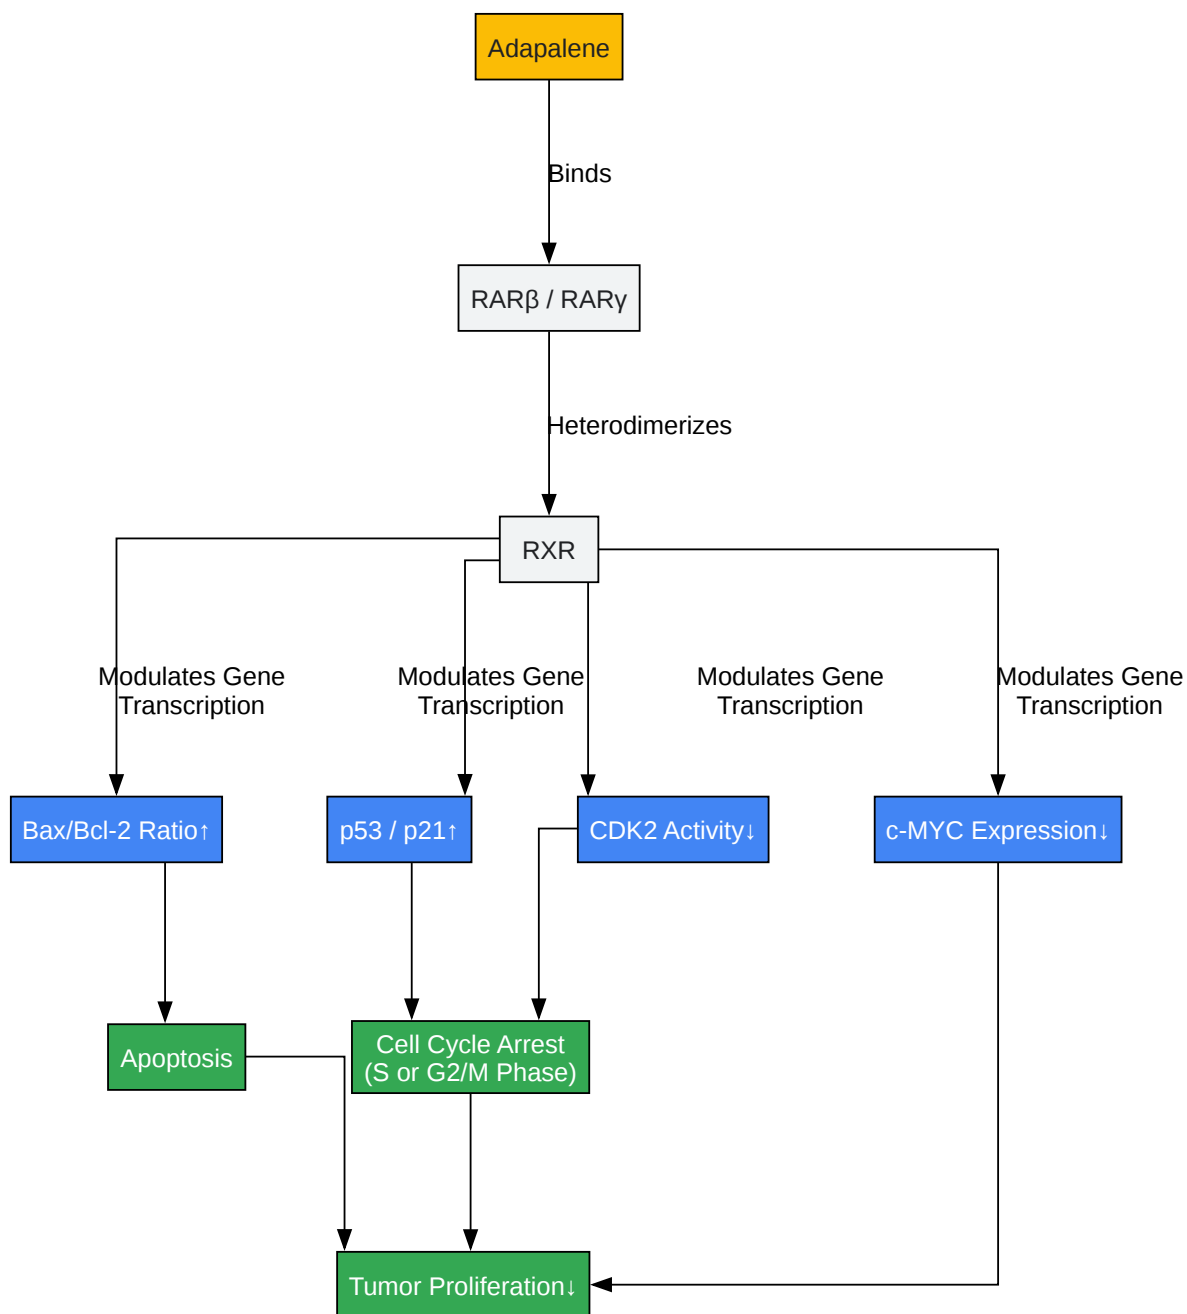 Adapalene
Binds
RARβ / RARγ
Heterodimerizes
RXR
Modulates Gene
Transcription
Modulates Gene
Transcription
Modulates Gene
Transcription
Modulates Gene
Transcription
Bax/Bcl-2 Ratio↑
p53 / p21↑
CDK2 Activity↓
c-MYC Expression↓
Apoptosis
Cell Cycle Arrest
(S or G2/M Phase)
Tumor Proliferation↓